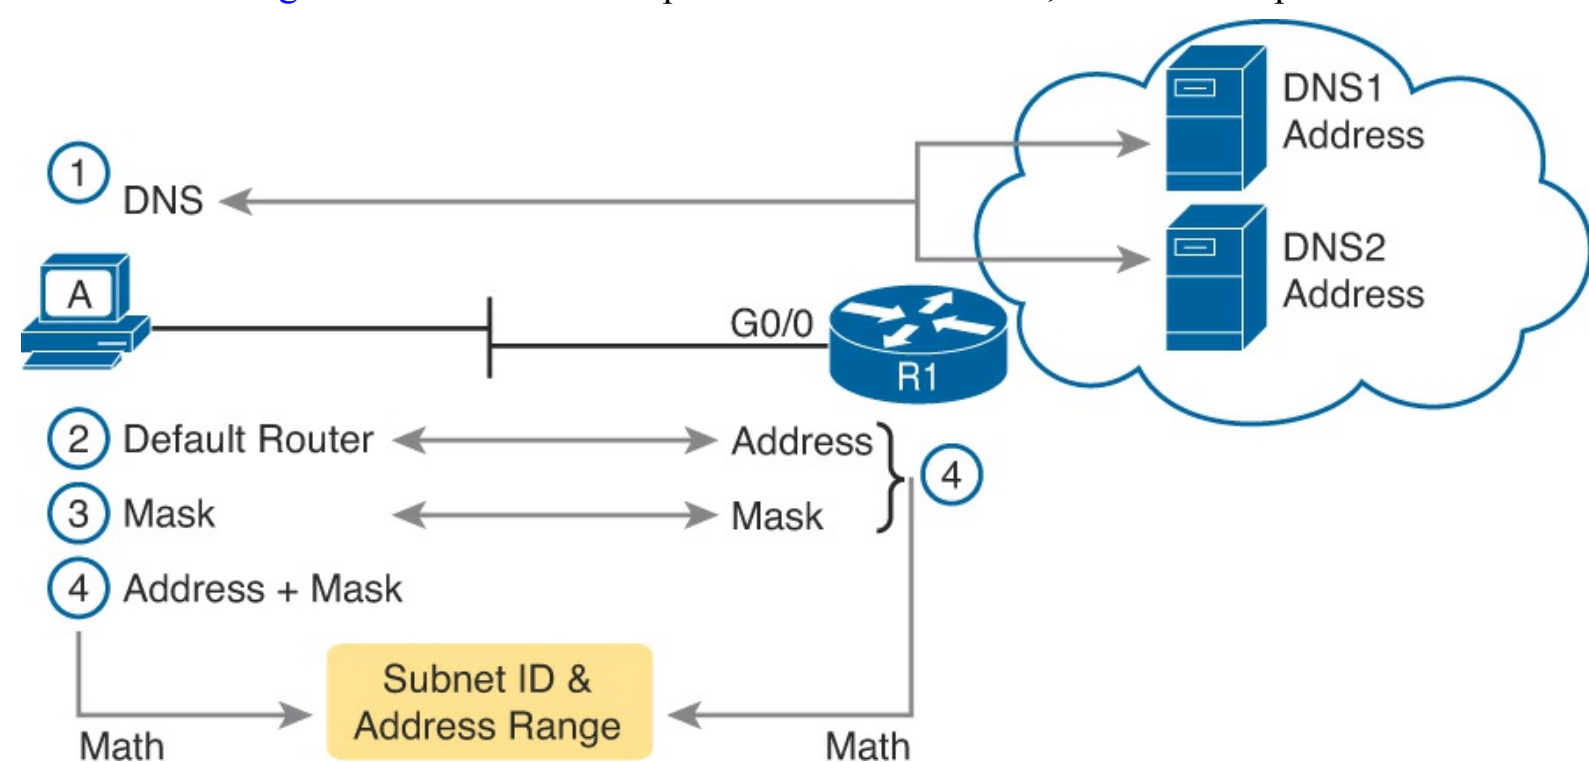 DNS1
Address
1
DNS
DNS2
Address
A
G0/0
R1
2 Default Router
Address
4
3 Mask
Mask
4 Address + Mask
Subnet ID &
Address Range
Math
Math